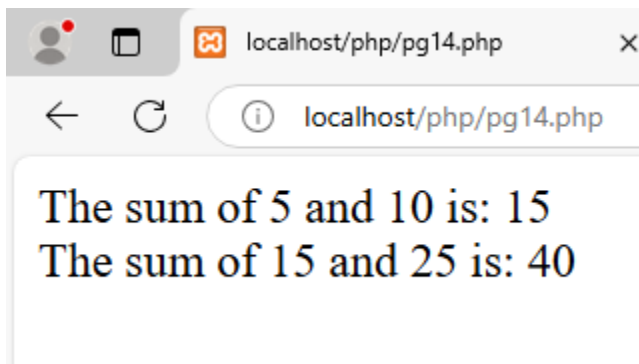 localhost/php/pg14.php
localhost/php/pg14.php
The sum of 5 and 10 is: 15
The sum of 15 and 25 is: 40